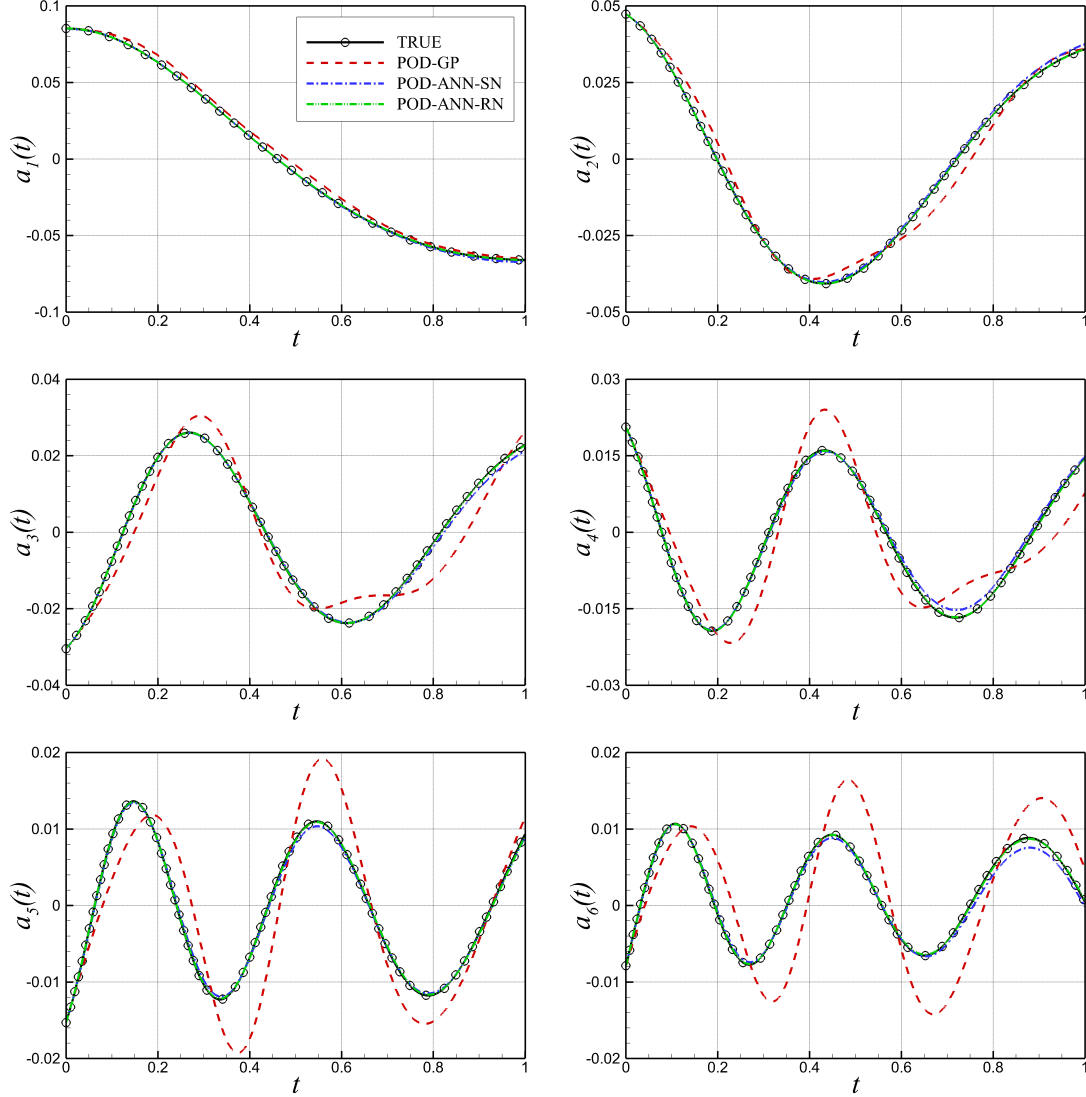 0.1
0.05
0
-0.05
-0.1
a1(t)
TRUE
POD-GP
POD-ANN-SN
POD-ANN-RN
0 0.2 0.4 0.6 0.8 1
t
0.05
0.025
0
-0.025
-0.05
a2(t)
0 0.2 0.4 0.6 0.8 1
t
0.04
0.02
0
-0.02
-0.04
a3(t)
0 0.2 0.4 0.6 0.8 1
t
0.03
0.015
0
-0.015
-0.03
a4(t)
0 0.2 0.4 0.6 0.8 1
t
0.02
0.01
0
-0.01
-0.02
a5(t)
0 0.2 0.4 0.6 0.8 1
t
0.02
0.01
0
-0.01
-0.02
a6(t)
0 0.2 0.4 0.6 0.8 1
t